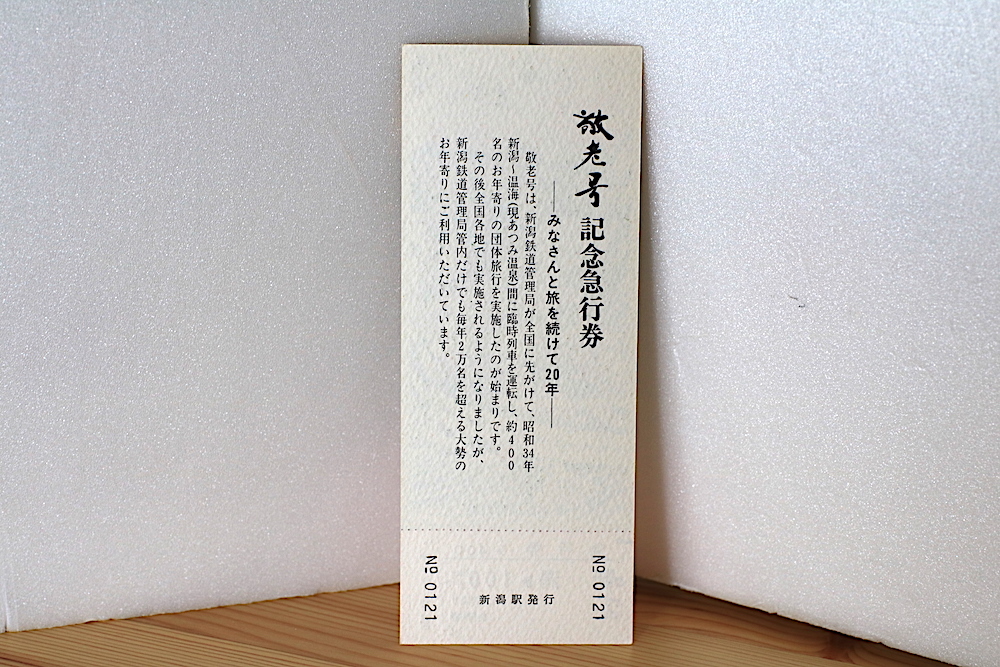 敬老号 記念急行券
――みなさんと旅を続けて20年――
敬老号は、新潟鉄道管理局が全国に先がけて、昭和34年
新潟～温海(現あつみ温泉)間に臨時列車を運転し、約400
名のお年寄りの団体旅行を実施したのが始まりです。
その後全国各地でも実施されるようになりましたが、
新潟鉄道管理局管内だけでも毎年2万名を超える大勢の
お年寄りにご利用いただいています。
№ 0121
新潟駅発行
№ 0121